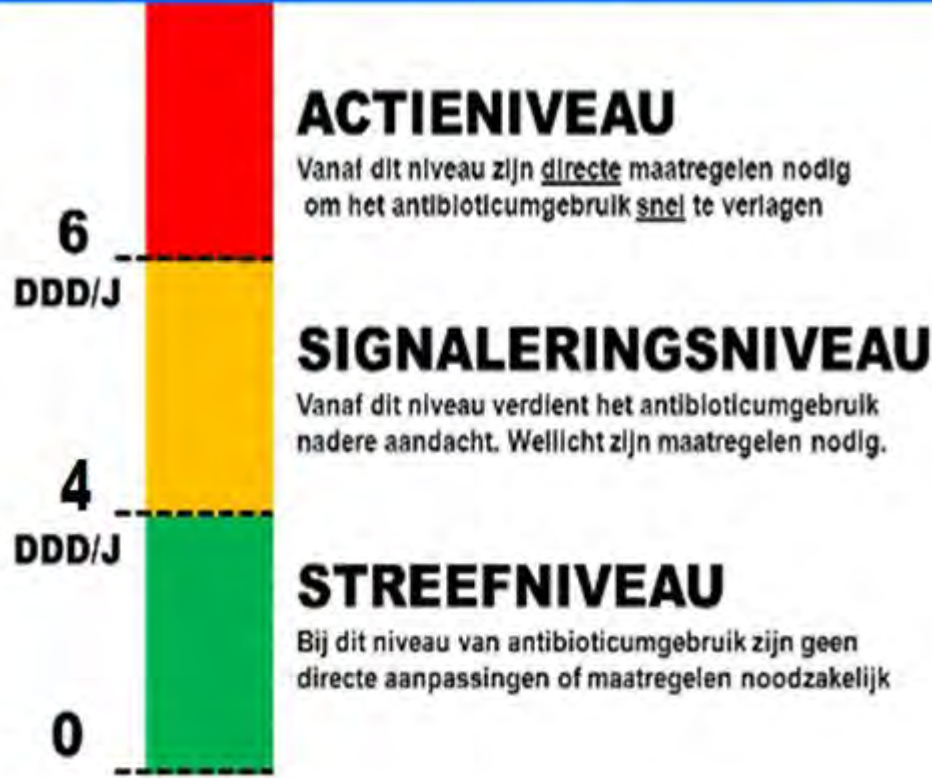 ACTIENIVEAU
Vanaf dit niveau zijn directe maatregelen nodig
om het antibioticumgebruik snel te verlagen
6
DDD/J
SIGNALERINGSNIVEAU
Vanaf dit niveau verdient het antibioticumgebruik
nadere aandacht. Wellicht zijn maatregelen nodig.
4
DDD/J
STREEFNIVEAU
Bij dit niveau van antibioticumgebruik zijn geen
directe aanpassingen of maatregelen noodzakelijk
0